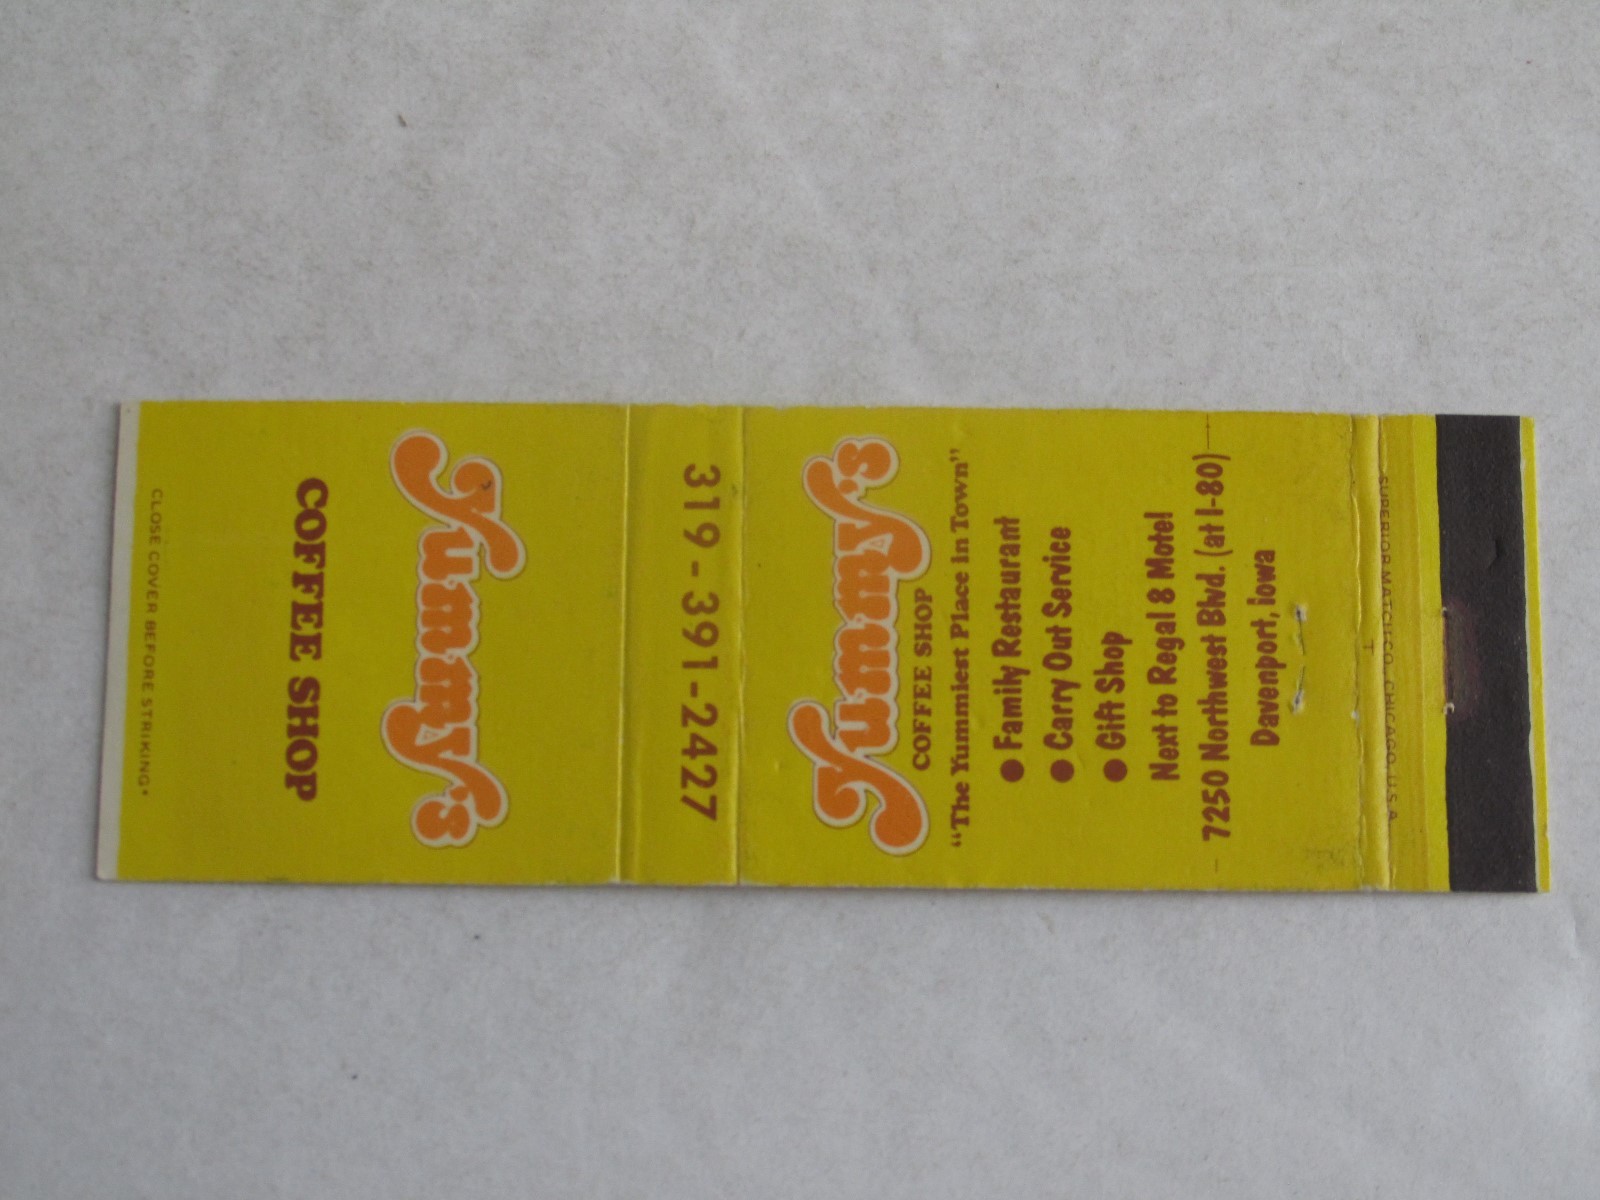 CLOSE COVER BEFORE STRIKING
COFFEE SHOP
Yummy's
319-391-2427
Yummy's
COFFEE SHOP
"The Yummiest Place in Town"
● Family Restaurant
● Carry Out Service
● Gift Shop
Next to Regal 8 Motel
7250 Northwest Blvd. (at I-80)
Davenport, Iowa
T
SUPERIOR MATCH CO. CHICAGO U.S.A.